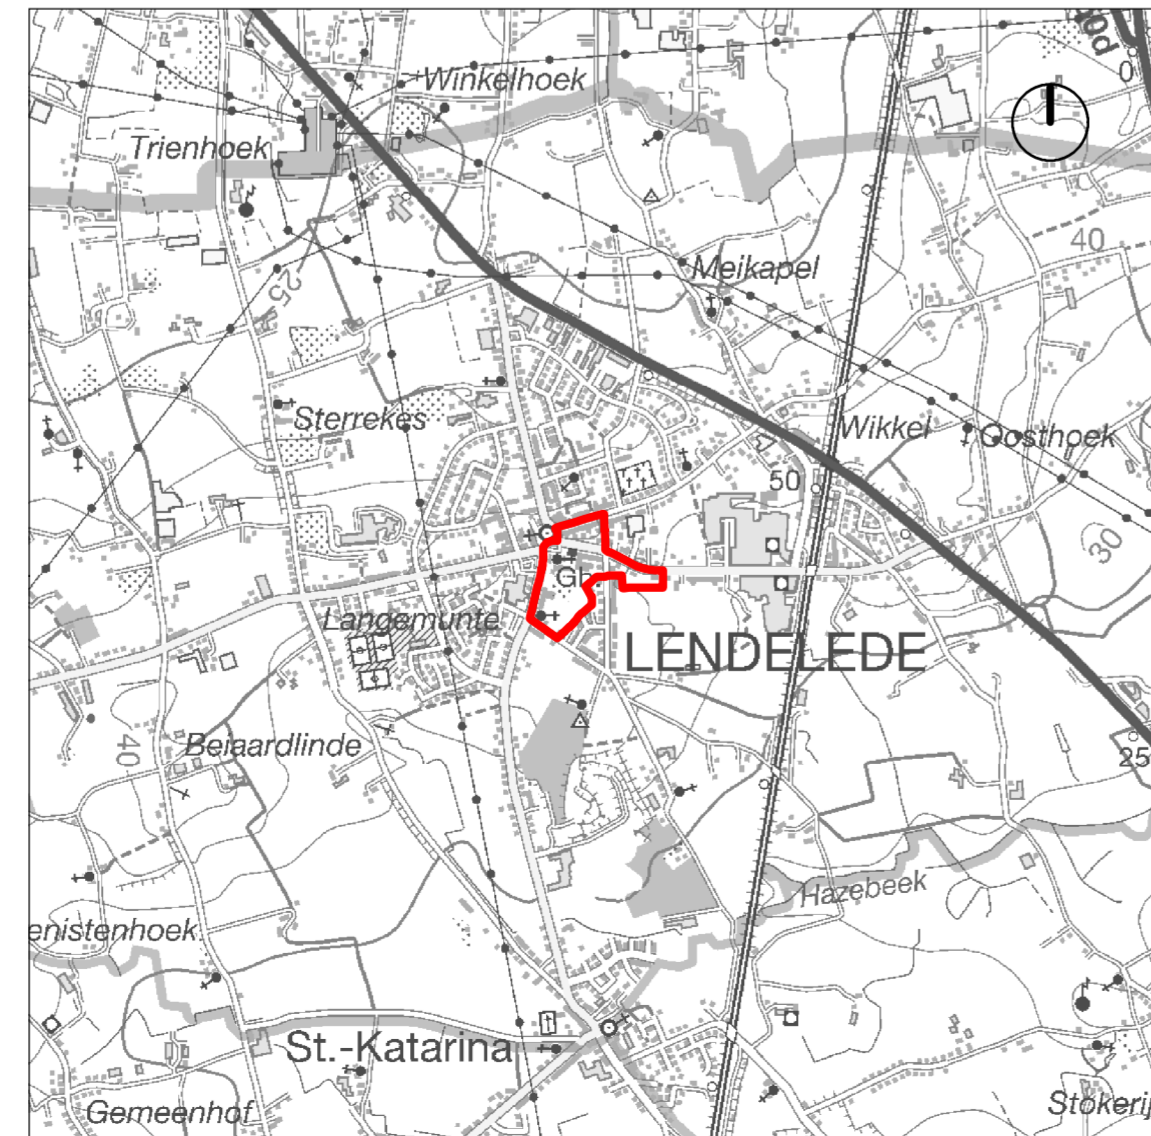 Winkelhoek
Trienhoek
0
40
Meikapel
25
Sterrekes
Wikkel
Oosthoek
50
30
Langemunte
LENDELEDE
40
Beiaardlinde
25
Hazebeek
enistenhoek
St.-Katarina
Gemeenhof
Stokerij